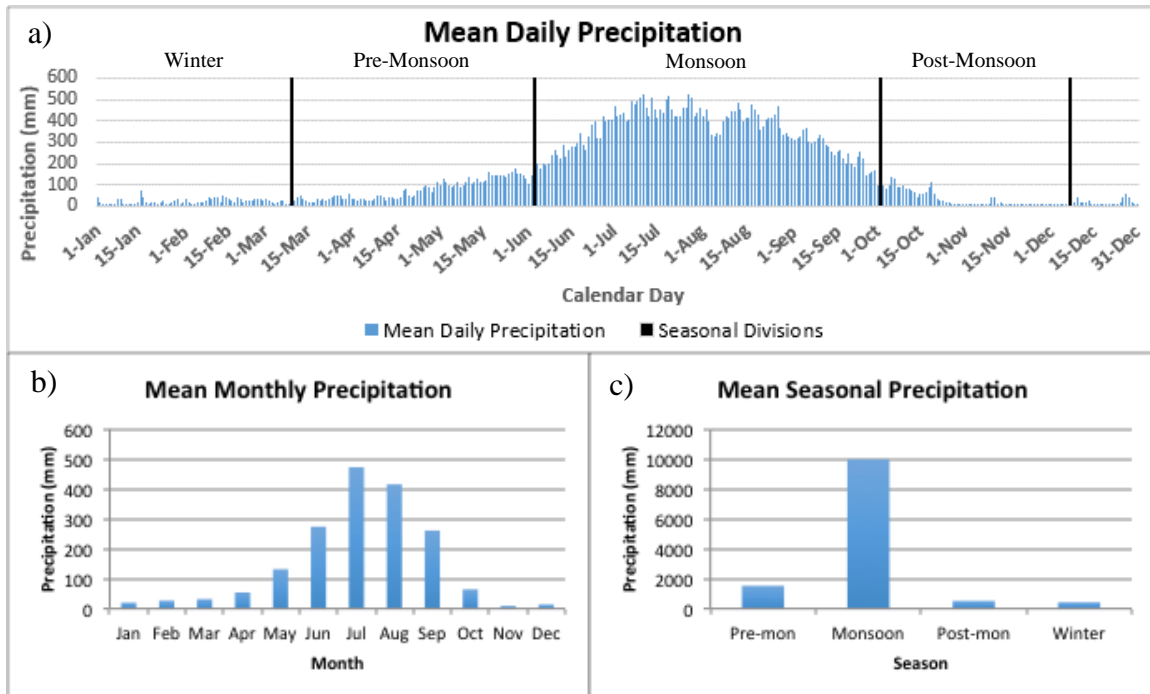 a)
Mean Daily Precipitation
Winter Pre-Monsoon Monsoon Post-Monsoon
Precipitation (mm)
600
500
400
300
200
100
0
1-Jan 15-Jan 1-Feb 15-Feb 1-Mar 15-Mar 1-Apr 15-Apr 1-May 15-May 1-Jun 15-Jun 1-Jul 15-Jul 1-Aug 15-Aug 1-Sep 15-Sep 1-Oct 15-Oct 1-Nov 15-Nov 1-Dec 15-Dec 31-Dec
Calendar Day
Mean Daily Precipitation Seasonal Divisions
b)
Mean Monthly Precipitation
Precipitation (mm)
600
500
400
300
200
100
0
Jan Feb Mar Apr May Jun Jul Aug Sep Oct Nov Dec
Month
c)
Mean Seasonal Precipitation
Precipitation (mm)
12000
10000
8000
6000
4000
2000
0
Pre-mon Monsoon Post-mon Winter
Season